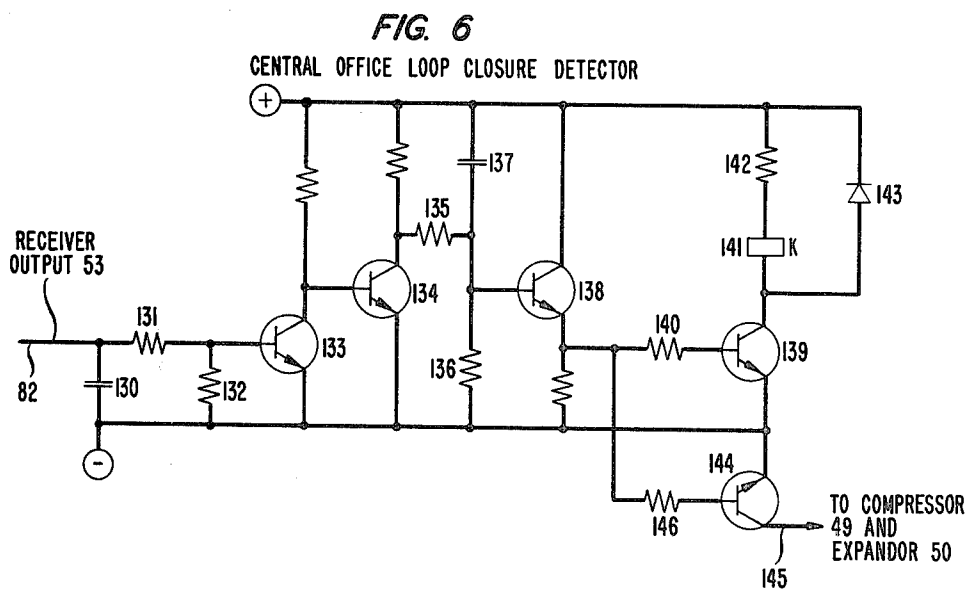 FIG. 6
CENTRAL OFFICE LOOP CLOSURE DETECTOR
+
137
142
143
135
RECEIVER
OUTPUT 53
141
K
134
138
131
140
133
139
136
82
130
132
-
144
146
TO COMPRESSOR
49 AND
EXPANDOR 50
145